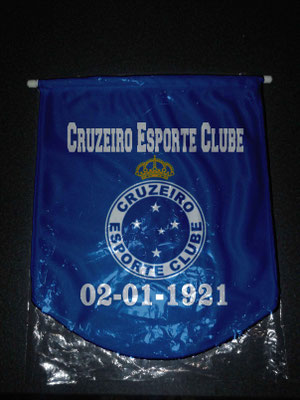 CRUZEIRO ESPORTE CLUBE
CRUZEIRO
ESPORTE CLUBE
02-01-1921